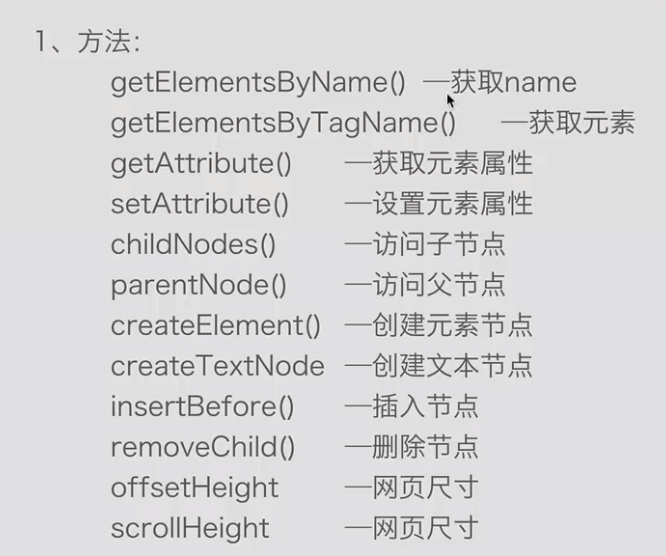 1、方法:
getElementsByName() —获取name
getElementsByTagName() —获取元素
getAttribute() —获取元素属性
setAttribute() —设置元素属性
childNodes() —访问子节点
parentNode() —访问父节点
createElement() —创建元素节点
createTextNode —创建文本节点
insertBefore() —插入节点
removeChild() —删除节点
offsetHeight —网页尺寸
scrollHeight —网页尺寸